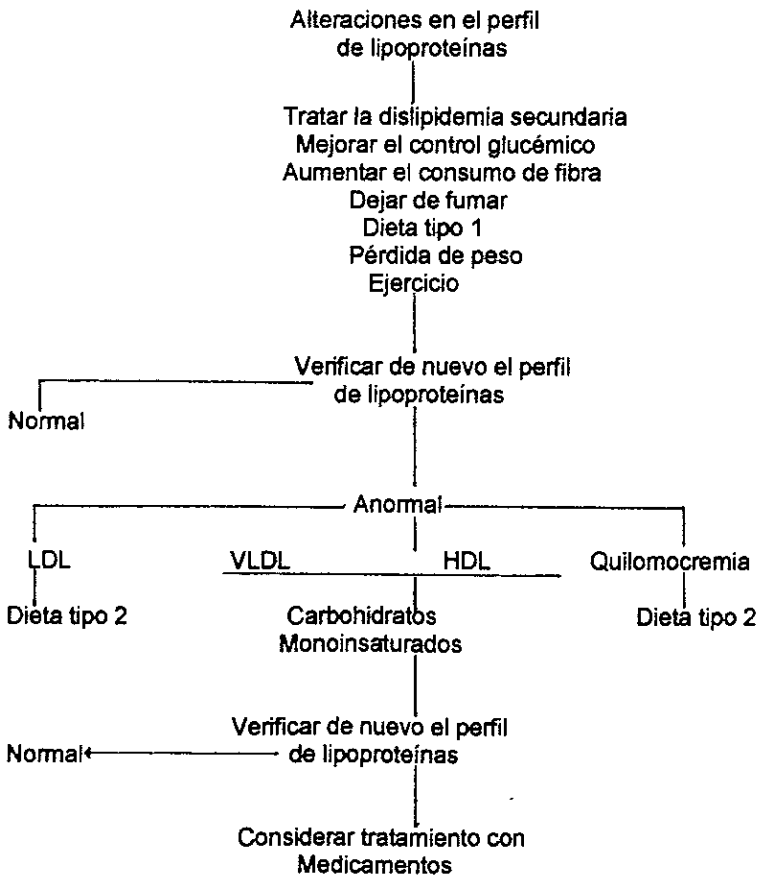 Alteraciones en el perfil
de lipoproteínas
Tratar la dislipidemia secundaria
Mejorar el control glucémico
Aumentar el consumo de fibra
Dejar de fumar
Dieta tipo 1
Pérdida de peso
Ejercicio
Verificar de nuevo el perfil
de lipoproteínas
Normal
Anormal
LDL VLDL HDL Quilomocremia
Dieta tipo 2 Carbohidratos Dieta tipo 2
Monoinsaturados
Verificar de nuevo el perfil
Normal de lipoproteínas
Considerar tratamiento con
Medicamentos